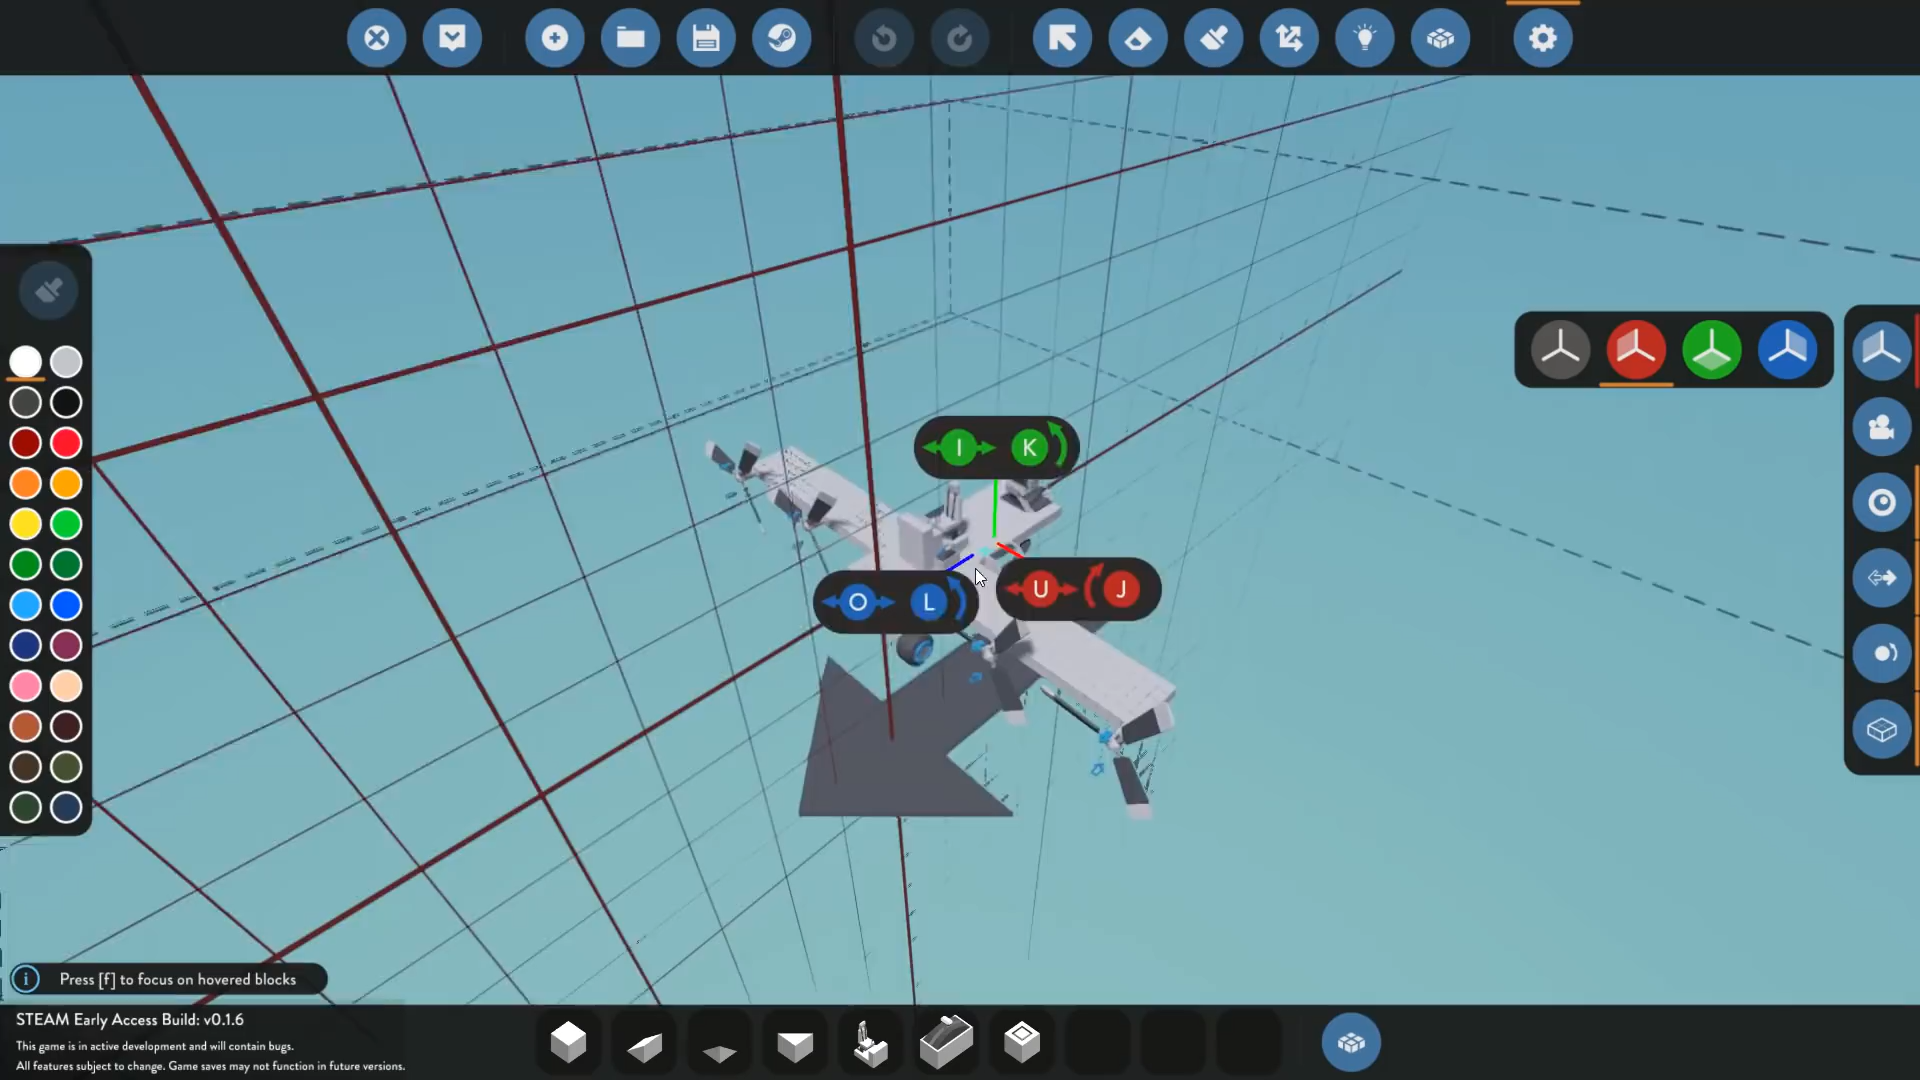 I K
O L
U J
Press [f] to focus on hovered blocks
STEAM Early Access Build: v0.1.6
This game is in active development and will contain bugs.
All features subject to change. Game saves may not function in future versions.